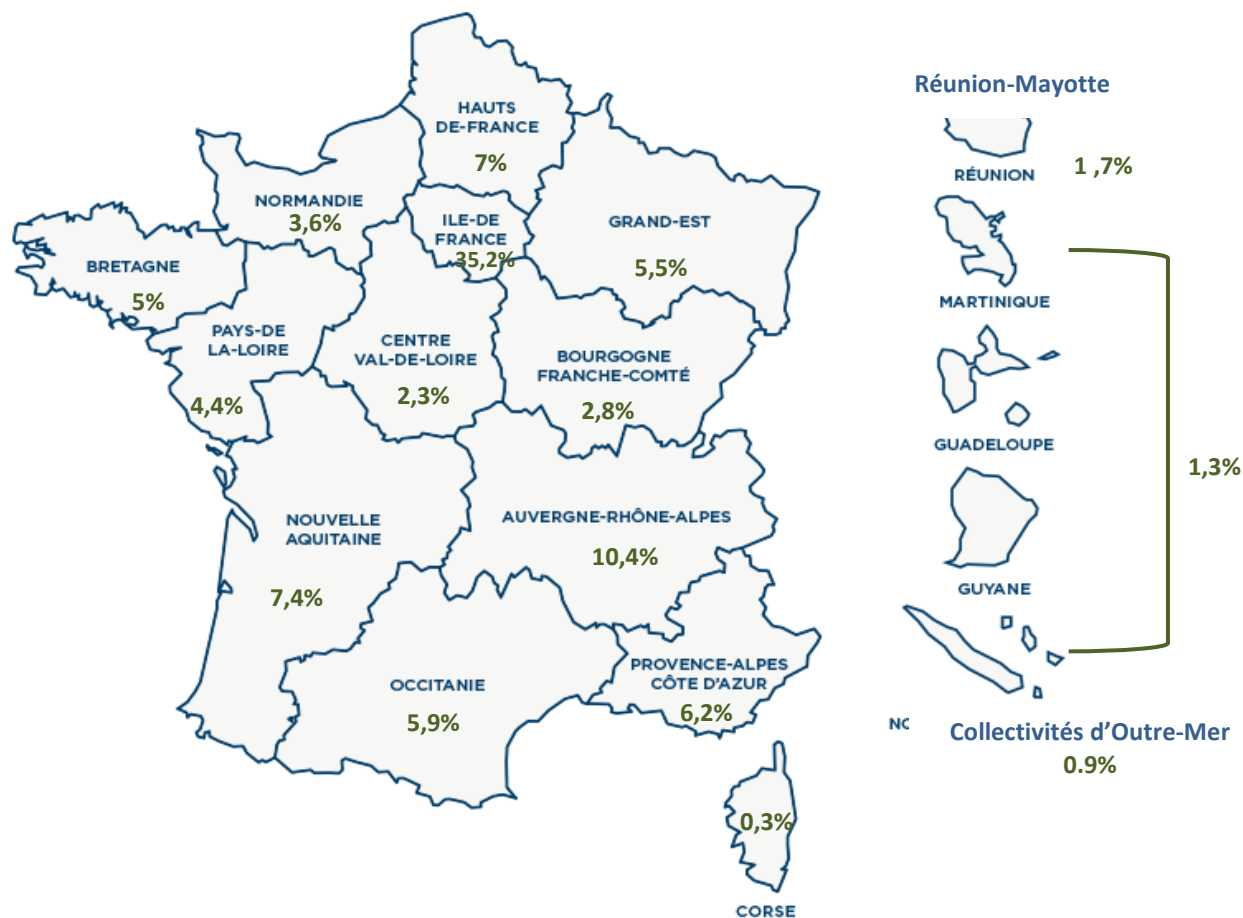 HAUTS
DE-FRANCE
7%
NORMANDIE
3,6%
ILE-DE
FRANCE
35,2%
GRAND-EST
5,5%
BRETAGNE
5%
PAYS-DE
LA-LOIRE
4,4%
CENTRE
VAL-DE-LOIRE
2,3%
BOURGOGNE
FRANCHE-COMTÉ
2,8%
NOUVELLE
AQUITAINE
7,4%
AUVERGNE-RHÔNE-ALPES
10,4%
OCCITANIE
5,9%
PROVENCE-ALPES
CÔTE D'AZUR
6,2%
0,3%
CORSE
Réunion-Mayotte
RÉUNION
1 ,7%
MARTINIQUE
GUADELOUPE
1,3%
GUYANE
NC
Collectivités d'Outre-Mer
0.9%